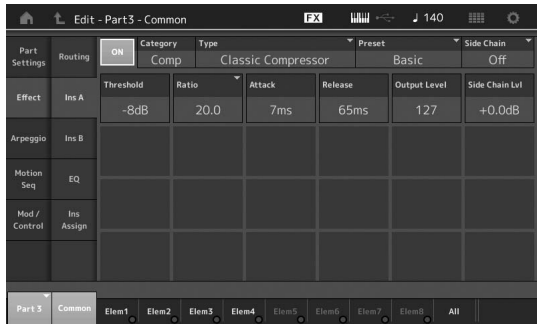 Edit - Part3 - Common
FX
♩ 140
Part Settings
Routing
ON
Category
Comp
Type
Classic Compressor
Preset
Basic
Side Chain
Off
Effect
Ins A
Threshold
-8dB
Ratio
20.0
Attack
7ms
Release
65ms
Output Level
127
Side Chain Lvl
+0.0dB
Arpeggio
Ins B
Motion Seq
EQ
Mod / Control
Ins Assign
Part 3
Common
Elem1
Elem2
Elem3
Elem4
Elem5
Elem6
Elem7
Elem8
All